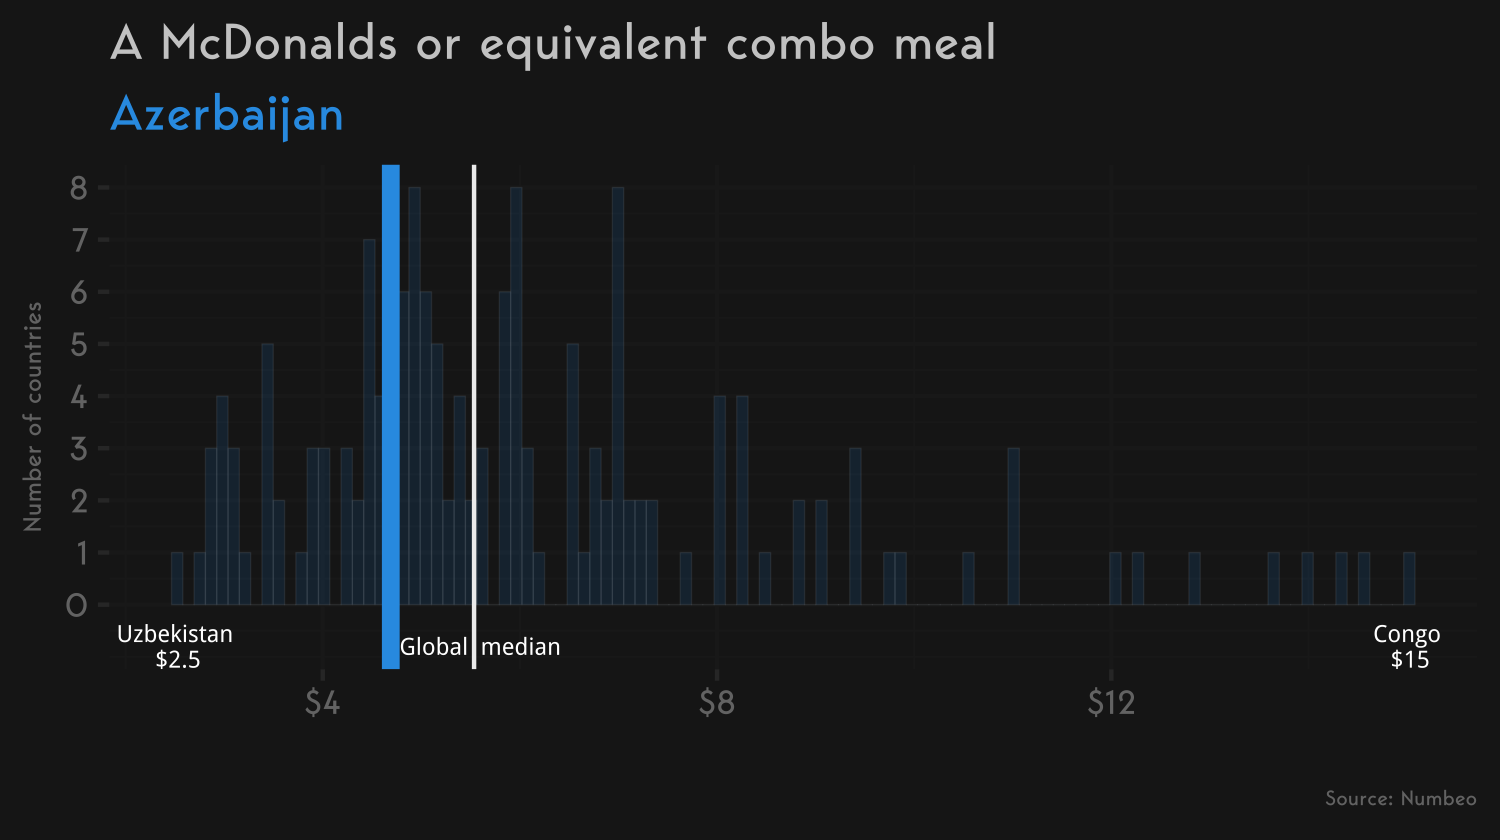 A McDonalds or equivalent combo meal
Azerbaijan
Number of countries
8
7
6
5
4
3
2
1
0
Uzbekistan
$2.5
Global median
Congo
$15
$4 $8 $12
Source: Numbeo